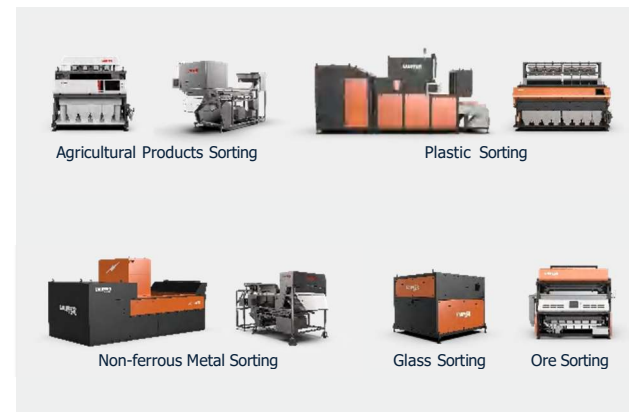 Agricultural Products Sorting
Plastic Sorting
Non-ferrous Metal Sorting
Glass Sorting
Ore Sorting